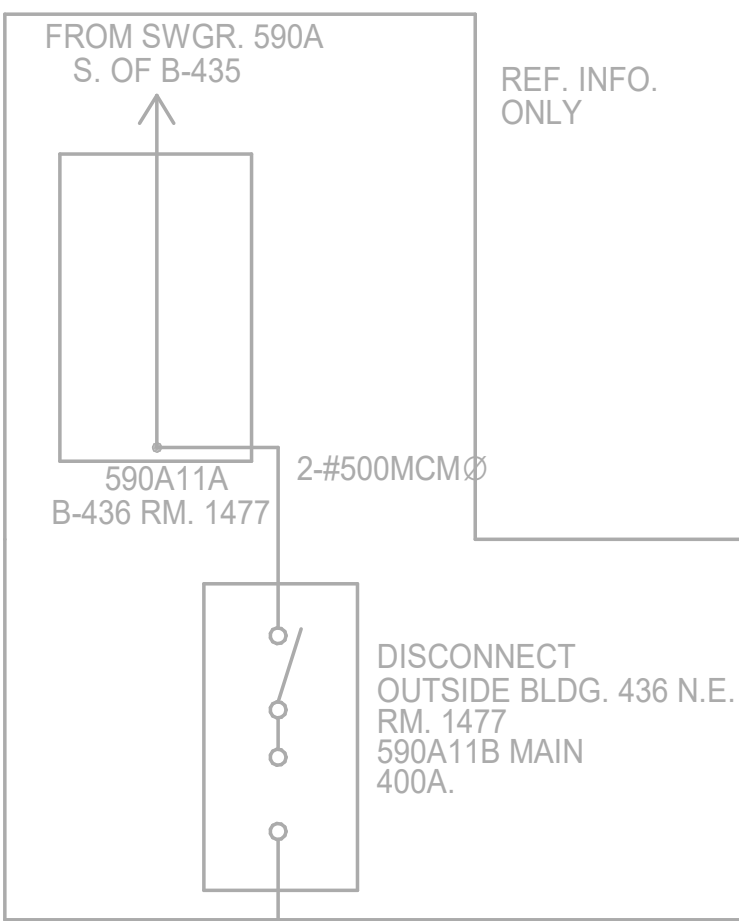 FROM SWGR. 590A
S. OF B-435
REF. INFO.
ONLY
590A11A
B-436 RM. 1477
2-#500MCMØ
DISCONNECT
OUTSIDE BLDG. 436 N.E.
RM. 1477
590A11B MAIN
400A.